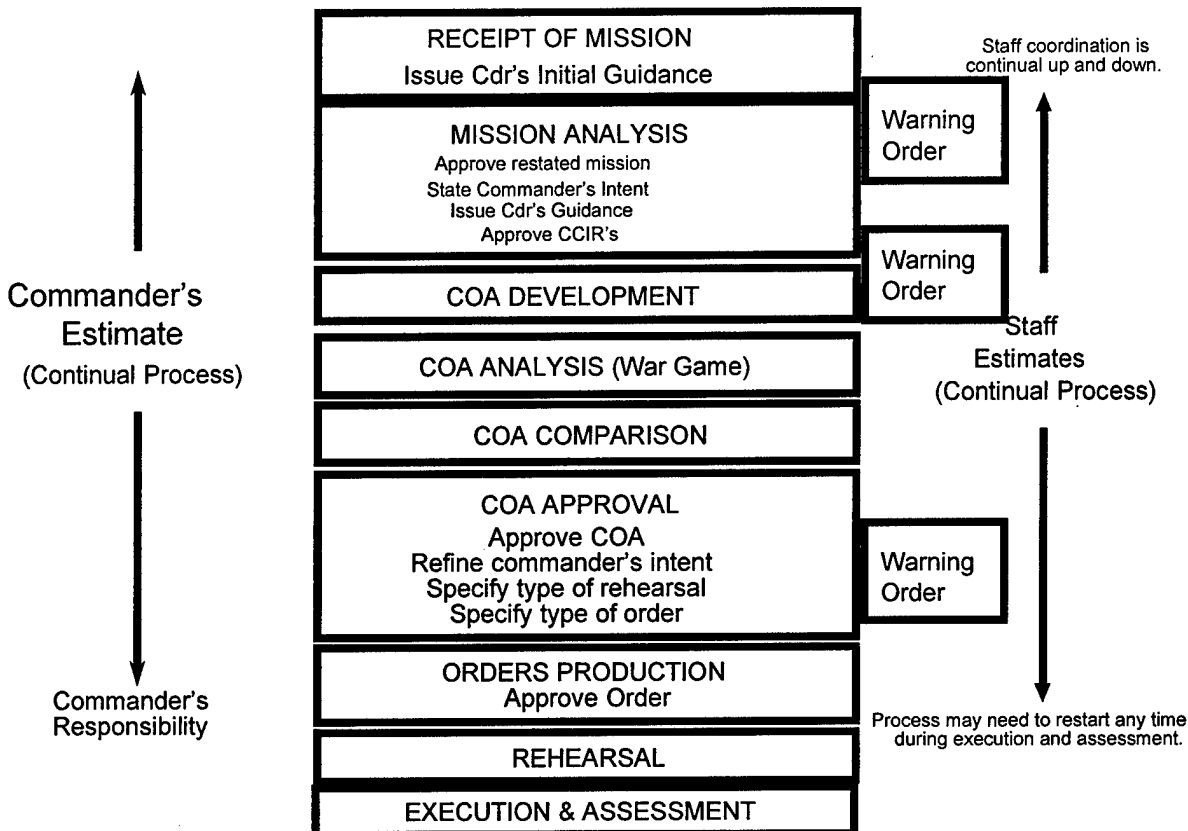 RECEIPT OF MISSION
Issue Cdr's Initial Guidance
Staff coordination is
continual up and down.
MISSION ANALYSIS
Approve restated mission
State Commander's Intent
Issue Cdr's Guidance
Approve CCIR's
Warning
Order
COA DEVELOPMENT
Warning
Order
Commander's
Estimate
(Continual Process)
COA ANALYSIS (War Game)
Staff
Estimates
(Continual Process)
COA COMPARISON
COA APPROVAL
Approve COA
Refine commander's intent
Specify type of rehearsal
Specify type of order
Warning
Order
ORDERS PRODUCTION
Approve Order
Commander's
Responsibility
Process may need to restart any time
during execution and assessment.
REHEARSAL
EXECUTION & ASSESSMENT